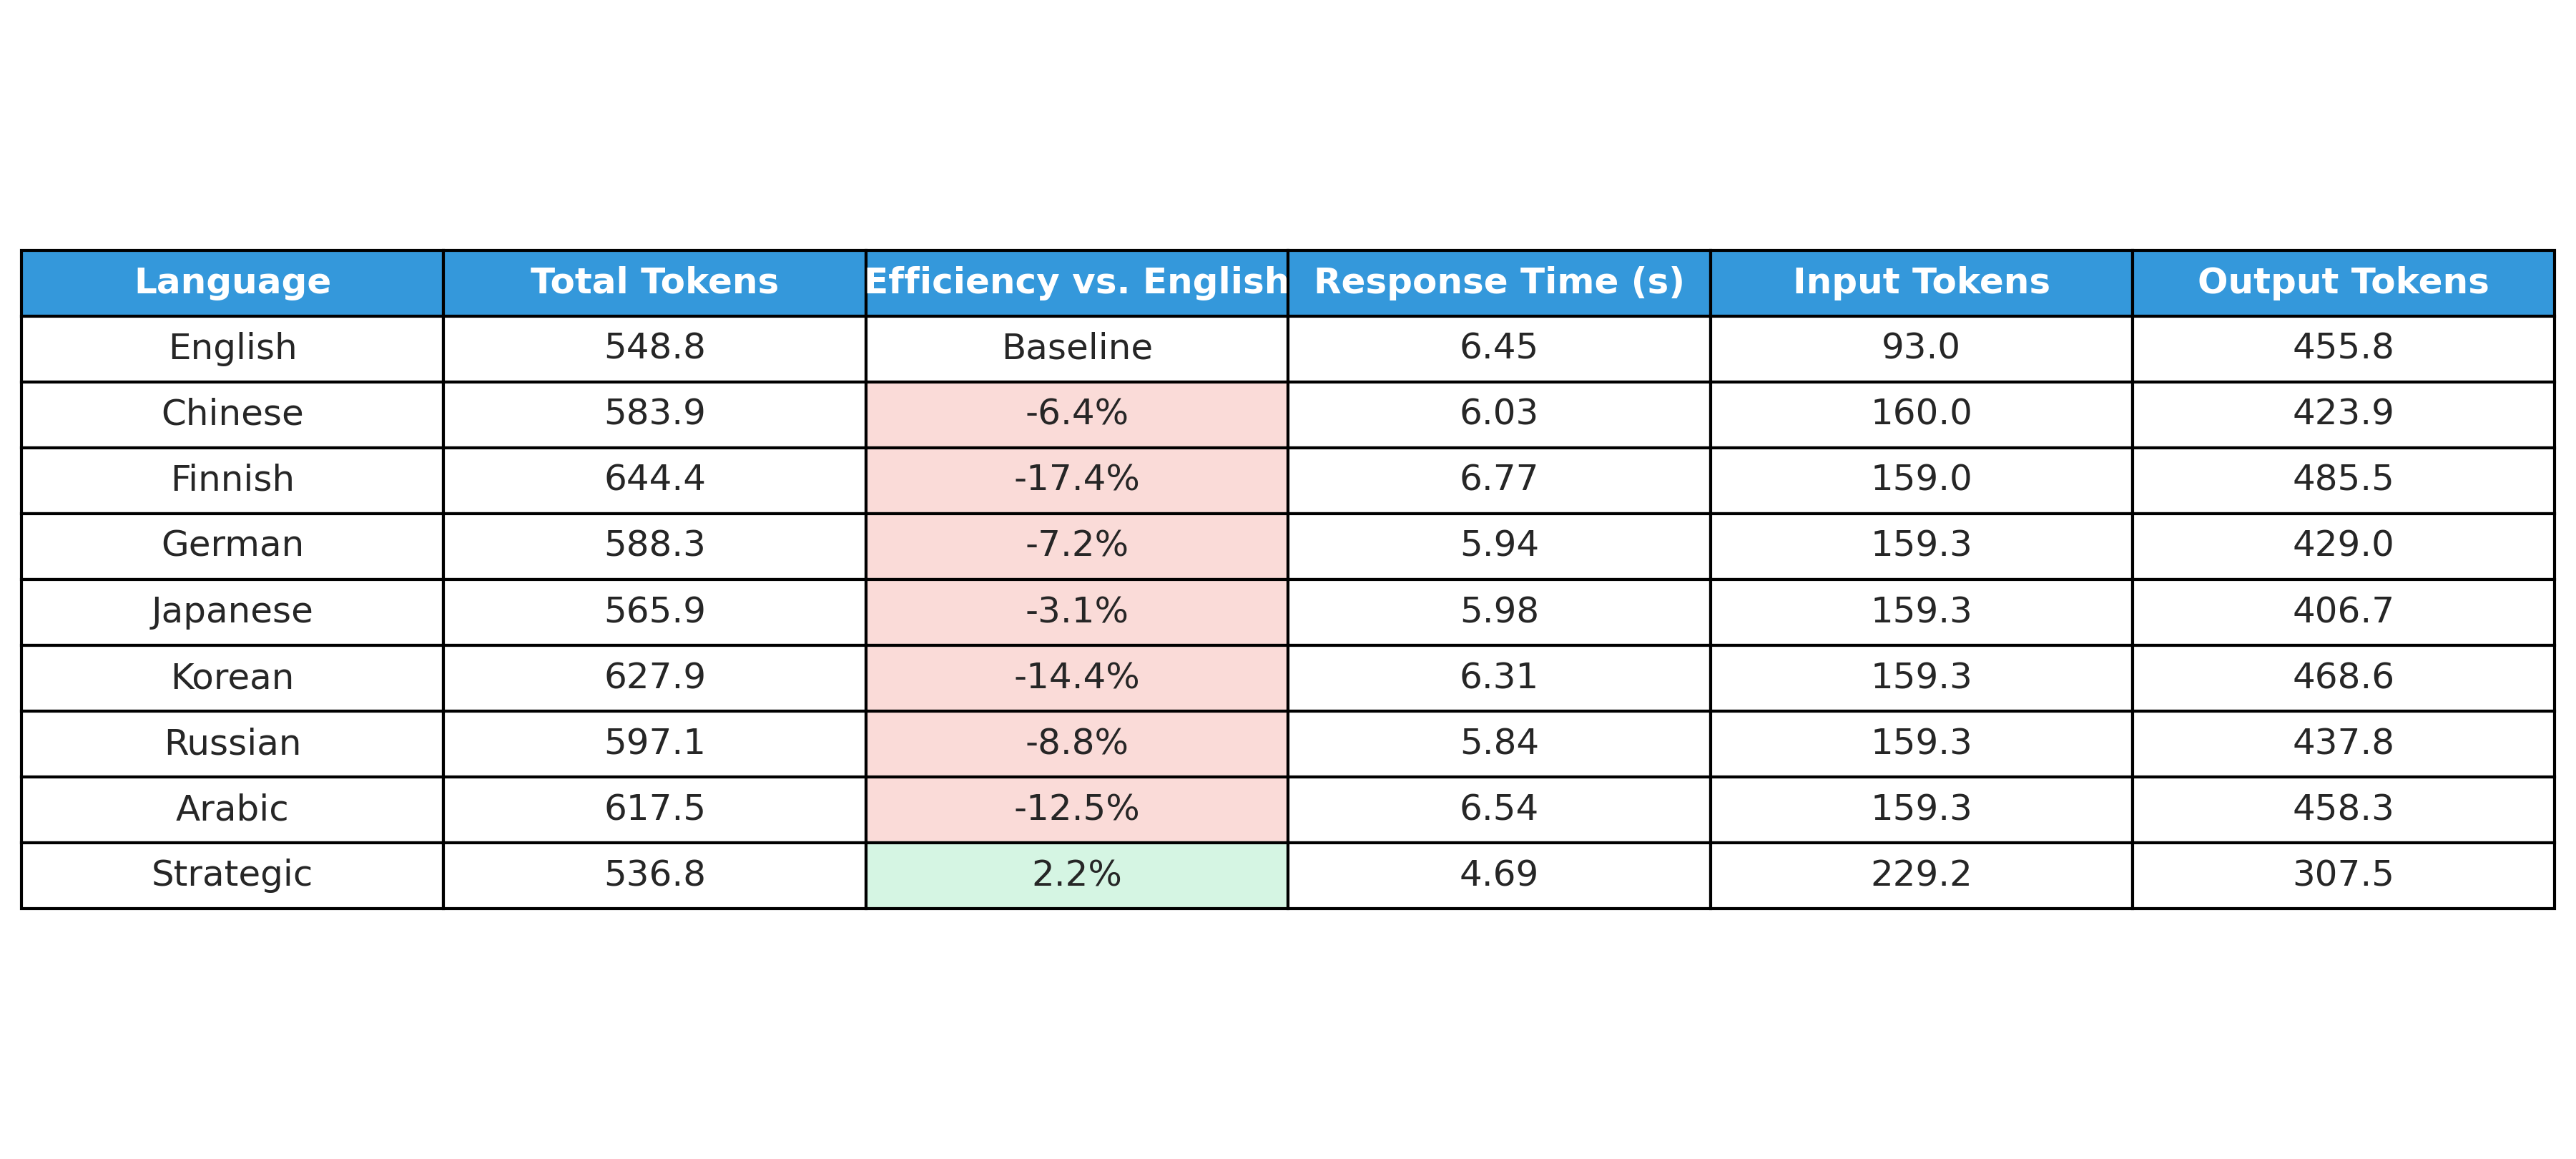 Language Total Tokens Efficiency vs. English Response Time (s) Input Tokens Output Tokens
English 548.8 Baseline 6.45 93.0 455.8
Chinese 583.9 -6.4% 6.03 160.0 423.9
Finnish 644.4 -17.4% 6.77 159.0 485.5
German 588.3 -7.2% 5.94 159.3 429.0
Japanese 565.9 -3.1% 5.98 159.3 406.7
Korean 627.9 -14.4% 6.31 159.3 468.6
Russian 597.1 -8.8% 5.84 159.3 437.8
Arabic 617.5 -12.5% 6.54 159.3 458.3
Strategic 536.8 2.2% 4.69 229.2 307.5